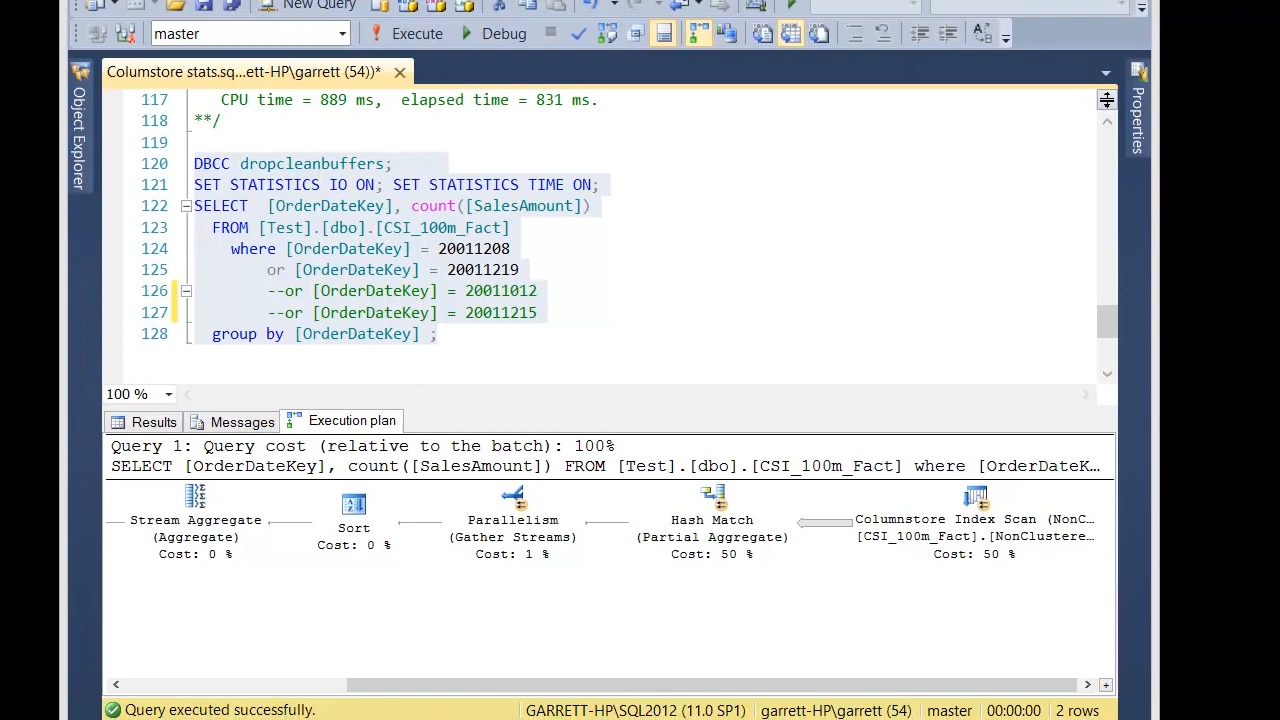 New Query
master
Execute
Debug
Columstore stats.sq...ett-HP\garrett (54))*
Object Explorer
Properties
117 CPU time = 889 ms, elapsed time = 831 ms.
118 **/
119
120 DBCC dropcleanbuffers;
121 SET STATISTICS IO ON; SET STATISTICS TIME ON;
122 SELECT [OrderDateKey], count([SalesAmount])
123 FROM [Test].[dbo].[CSI_100m_Fact]
124 where [OrderDateKey] = 20011208
125 or [OrderDateKey] = 20011219
126 --or [OrderDateKey] = 20011012
127 --or [OrderDateKey] = 20011215
128 group by [OrderDateKey] ;
100 %
Results Messages Execution plan
Query 1: Query cost (relative to the batch): 100%
SELECT [OrderDateKey], count([SalesAmount]) FROM [Test].[dbo].[CSI_100m_Fact] where [OrderDateK...
Stream Aggregate
(Aggregate)
Cost: 0 %
Sort
Cost: 0 %
Parallelism
(Gather Streams)
Cost: 1 %
Hash Match
(Partial Aggregate)
Cost: 50 %
Columnstore Index Scan (NonC...
[CSI_100m_Fact].[NonClustere...
Cost: 50 %
Query executed successfully.
GARRETT-HP\SQL2012 (11.0 SP1) garrett-HP\garrett (54) master 00:00:00 2 rows